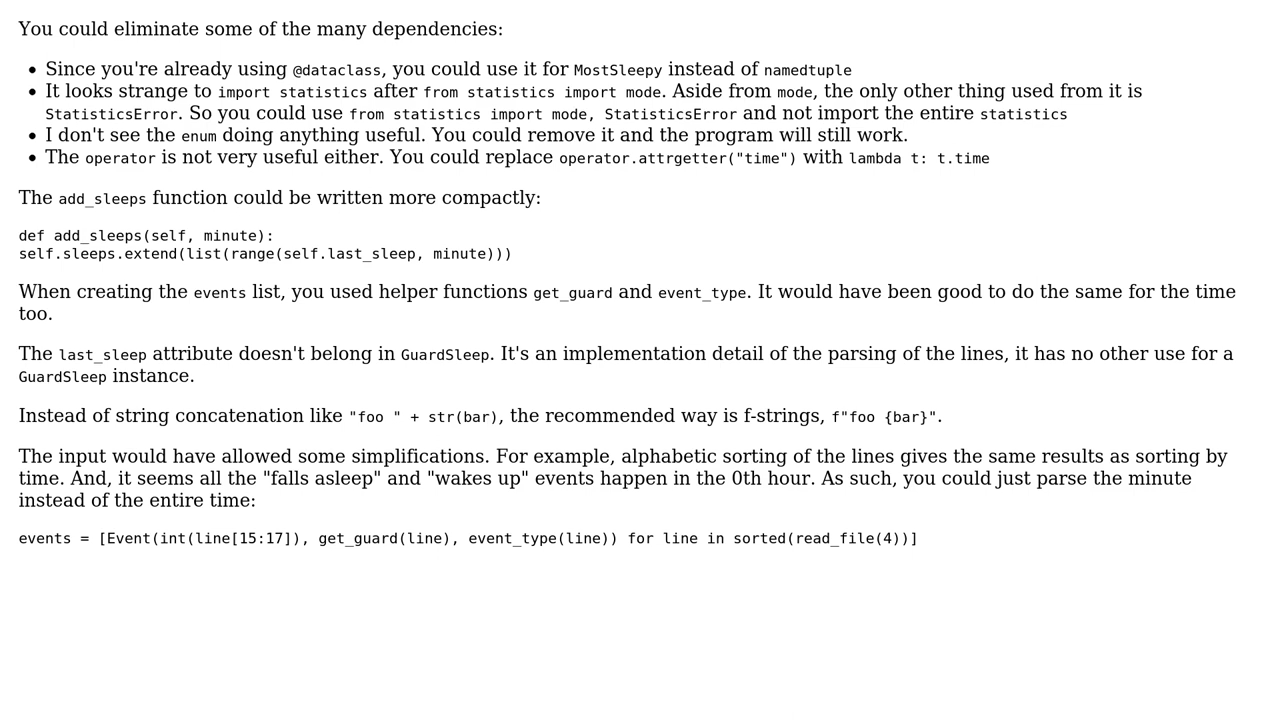 You could eliminate some of the many dependencies:
• Since you're already using @dataclass, you could use it for MostSleepy instead of namedtuple
• It looks strange to import statistics after from statistics import mode. Aside from mode, the only other thing used from it is
StatisticsError. So you could use from statistics import mode, StatisticsError and not import the entire statistics
• I don't see the enum doing anything useful. You could remove it and the program will still work.
• The operator is not very useful either. You could replace operator.attrgetter("time") with lambda t: t.time
The add_sleeps function could be written more compactly:
def add_sleeps(self, minute):
self.sleeps.extend(list(range(self.last_sleep, minute)))
When creating the events list, you used helper functions get_guard and event_type. It would have been good to do the same for the time
too.
The last_sleep attribute doesn't belong in GuardSleep. It's an implementation detail of the parsing of the lines, it has no other use for a
GuardSleep instance.
Instead of string concatenation like "foo " + str(bar), the recommended way is f-strings, f"foo {bar}".
The input would have allowed some simplifications. For example, alphabetic sorting of the lines gives the same results as sorting by
time. And, it seems all the "falls asleep" and "wakes up" events happen in the 0th hour. As such, you could just parse the minute
instead of the entire time:
events = [Event(int(line[15:17]), get_guard(line), event_type(line)) for line in sorted(read_file(4))]